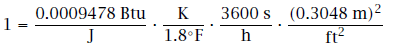 1 = 0.0009478 Btu/J · K/1.8°F · 3600 s/h · (0.3048 m)²/ft²